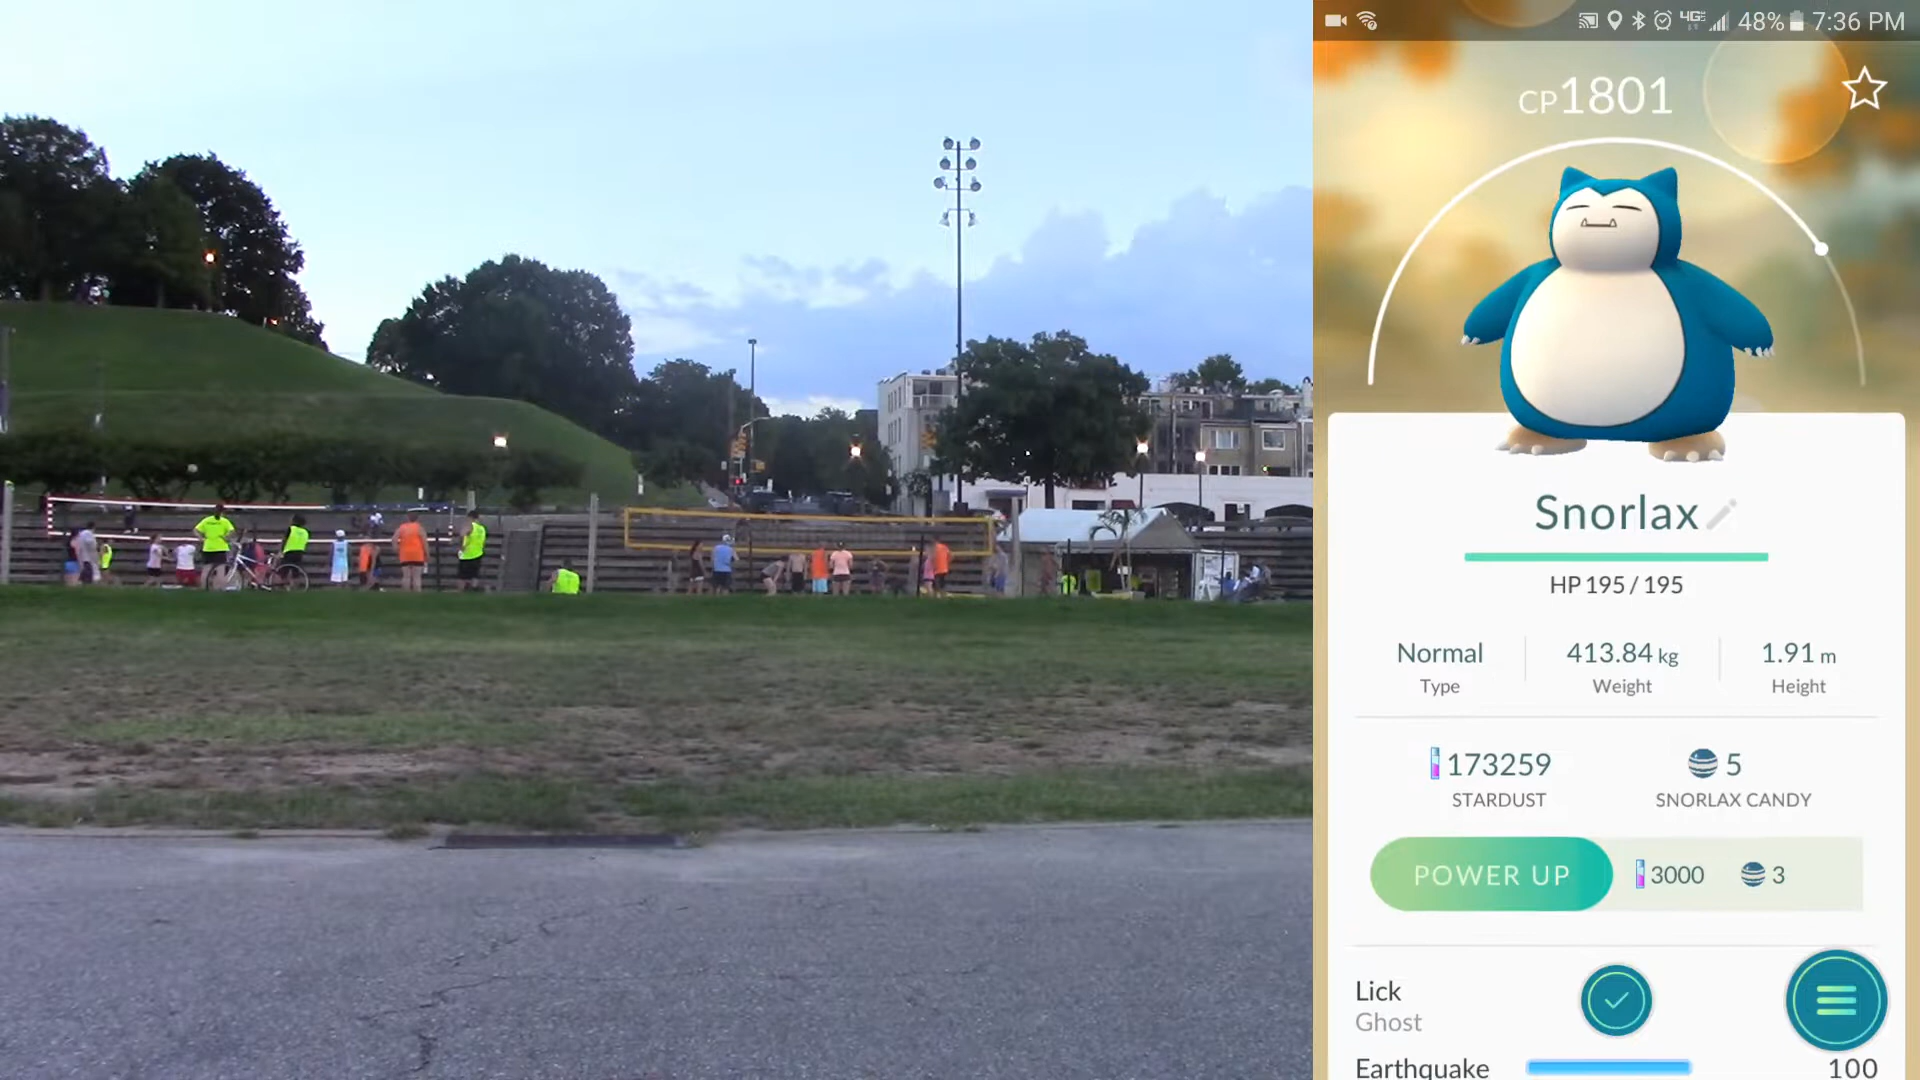 4G 48% 7:36 PM
CP1801
Snorlax
HP 195 / 195
Normal 413.84 kg 1.91 m
Type Weight Height
173259 5
STARDUST SNORLAX CANDY
POWER UP 3000 3
Lick
Ghost
Earthquake 100